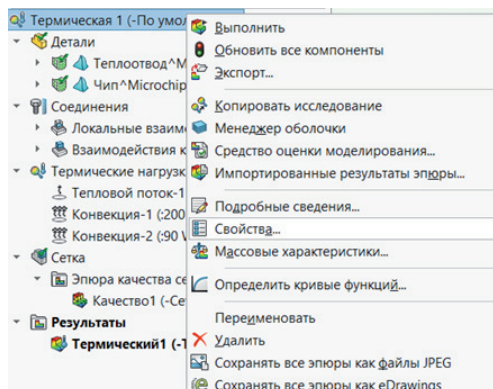 Термическая 1 (-По умол
Детали
Теплоотвод^М
Чип^Microchip
Соединения
Локальные взаим
Взаимодействия к
Термические нагрузк
Тепловой поток-1
Конвекция-1 (:200
Конвекция-2 (:90 W
Сетка
Эпюра качества се
Качество1 (-Се
Результаты
Термический1 (-Т
Выполнить
Обновить все компоненты
Экспорт...
Копировать исследование
Менеджер оболочки
Средство оценки моделирования...
Импортированные результаты эпюры...
Подробные сведения...
Свойства...
Массовые характеристики...
Определить кривые функций...
Переименовать
Удалить
Сохранять все эпюры как файлы JPEG
Сохранять все эпюры как eDrawings